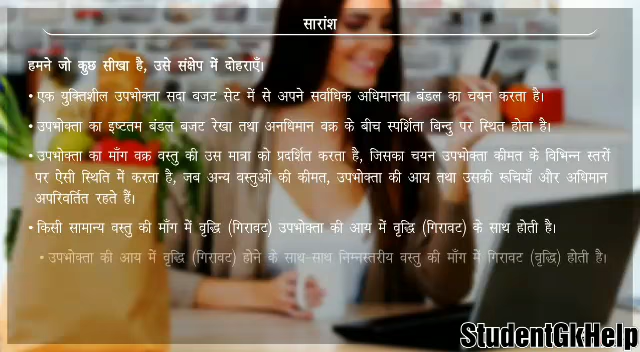 सारांश
हमने जो कुछ सीखा है, उसे संक्षेप में दोहराएँ।
• एक युक्तिशील उपभोक्ता सदा बजट सेट में से अपने सर्वाधिक अधिमानता बंडल का चयन करता है।
• उपभोक्ता का इष्टतम बंडल बजट रेखा तथा अनधिमान वक्र के बीच स्पर्शिता बिन्दु पर स्थित होता है।
• उपभोक्ता का माँग वक्र वस्तु की उस मात्रा को प्रदर्शित करता है, जिसका चयन उपभोक्ता कीमत के विभिन्न स्तरों
पर ऐसी स्थिति में करता है, जब अन्य वस्तुओं की कीमत, उपभोक्ता की आय तथा उसकी रुचियाँ और अधिमान
अपरिवर्तित रहते हैं।
• किसी सामान्य वस्तु की माँग में वृद्धि (गिरावट) उपभोक्ता की आय में वृद्धि (गिरावट) के साथ होती है।
• उपभोक्ता की आय में वृद्धि (गिरावट) होने के साथ-साथ निम्नस्तरीय वस्तु की माँग में गिरावट (वृद्धि) होती है।
StudentGkHelp